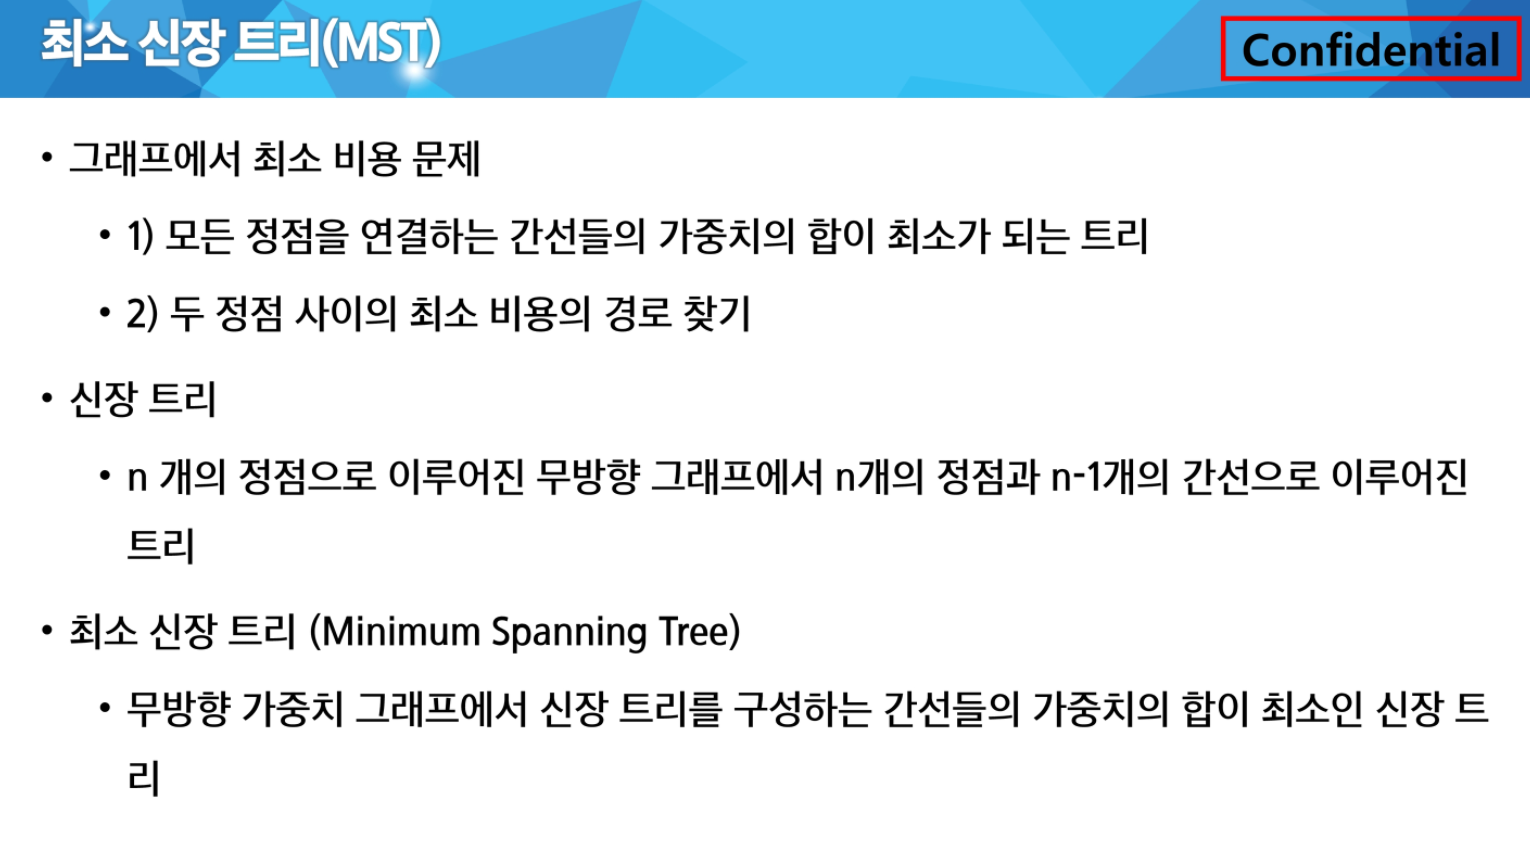 최소 신장 트리(MST)
Confidential
• 그래프에서 최소 비용 문제
• 1) 모든 정점을 연결하는 간선들의 가중치의 합이 최소가 되는 트리
• 2) 두 정점 사이의 최소 비용의 경로 찾기
• 신장 트리
• n 개의 정점으로 이루어진 무방향 그래프에서 n개의 정점과 n-1개의 간선으로 이루어진
트리
• 최소 신장 트리 (Minimum Spanning Tree)
• 무방향 가중치 그래프에서 신장 트리를 구성하는 간선들의 가중치의 합이 최소인 신장 트
리